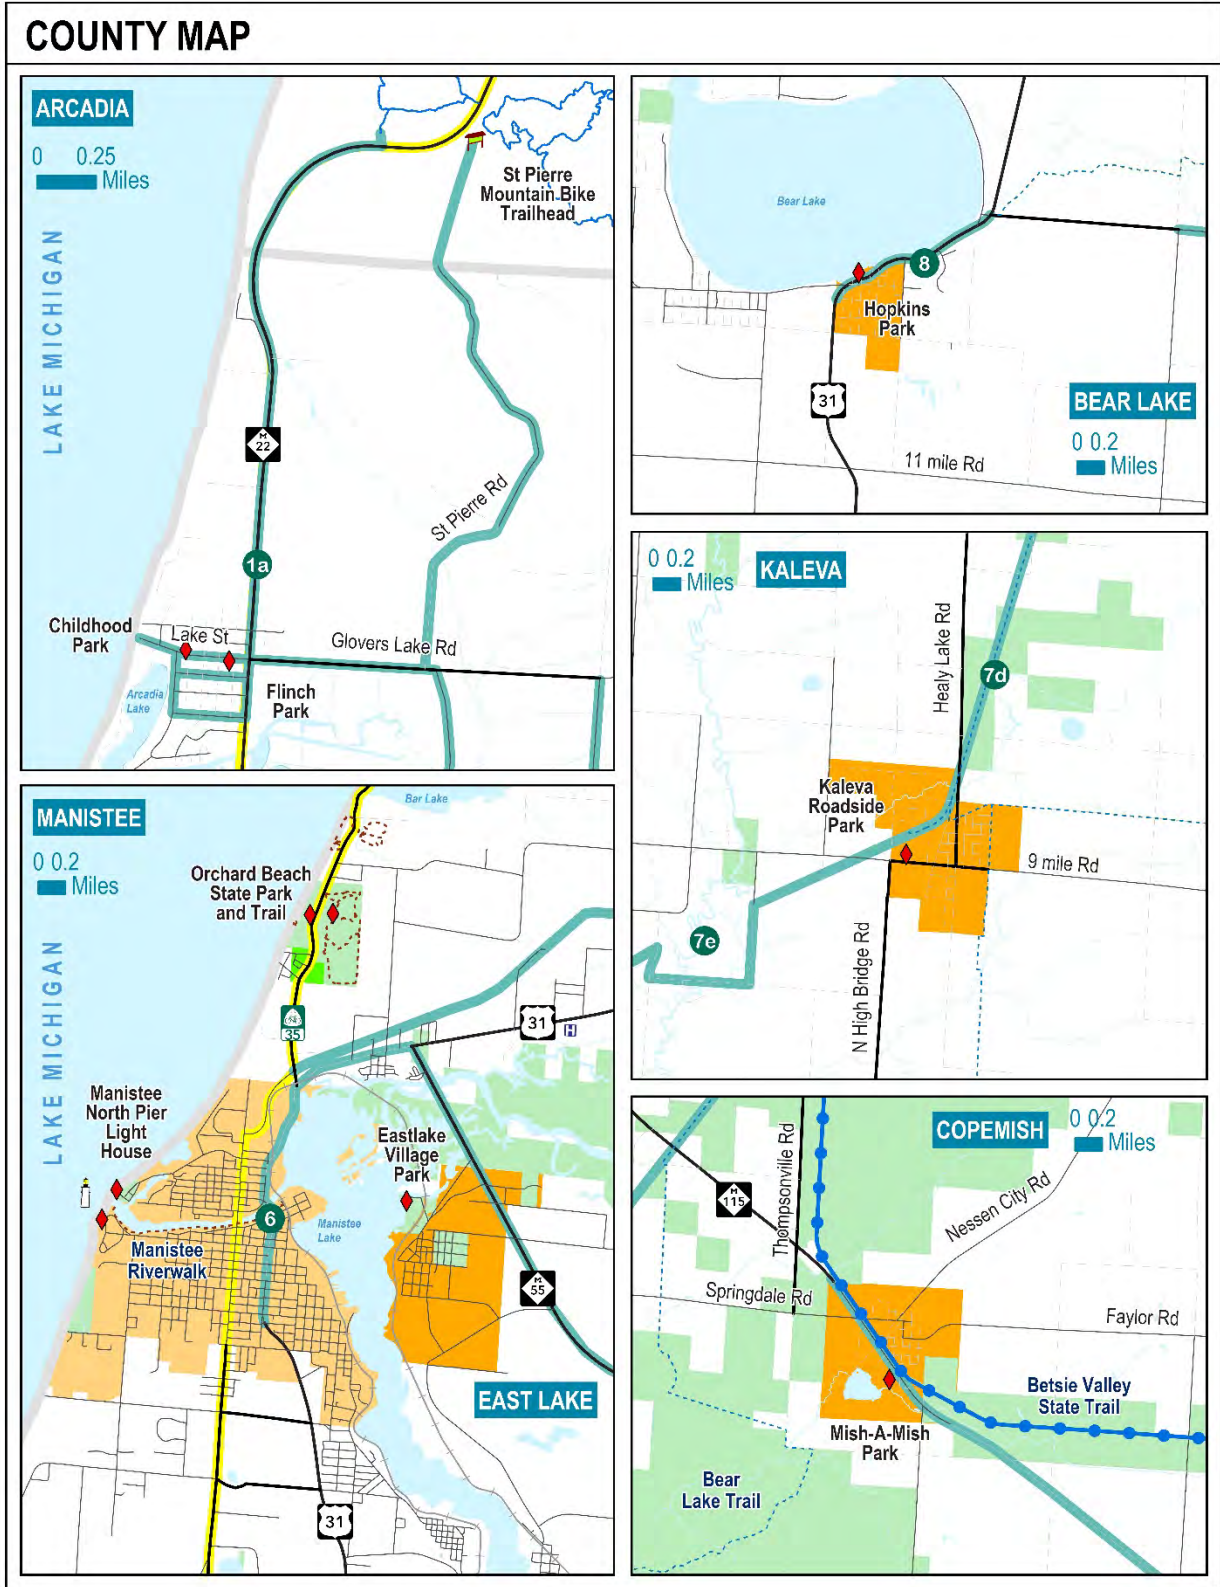 COUNTY MAP
ARCADIA
0 0.25
Miles
LAKE MICHIGAN
St Pierre
Mountain Bike
Trailhead
M
22
St Pierre Rd
1a
Childhood
Park
Lake St
Glovers Lake Rd
Arcadia
Lake
Flinch
Park
Bear Lake
8
Hopkins
Park
31
BEAR LAKE
0 0.2
Miles
11 mile Rd
0 0.2
Miles
KALEVA
Healy Lake Rd
7d
Kaleva
Roadside
Park
9 mile Rd
7e
N High Bridge Rd
MANISTEE
0 0.2
Miles
Bar Lake
Orchard Beach
State Park
and Trail
LAKE MICHIGAN
35
31
H
Manistee
North Pier
Light
House
Eastlake
Village
Park
6
Manistee
Lake
Manistee
Riverwalk
M
55
EAST LAKE
31
COPEMISH
0 0.2
Miles
Thompsonville Rd
M
115
Nessen City Rd
Springdale Rd
Faylor Rd
Betsie Valley
State Trail
Mish-A-Mish
Park
Bear
Lake Trail